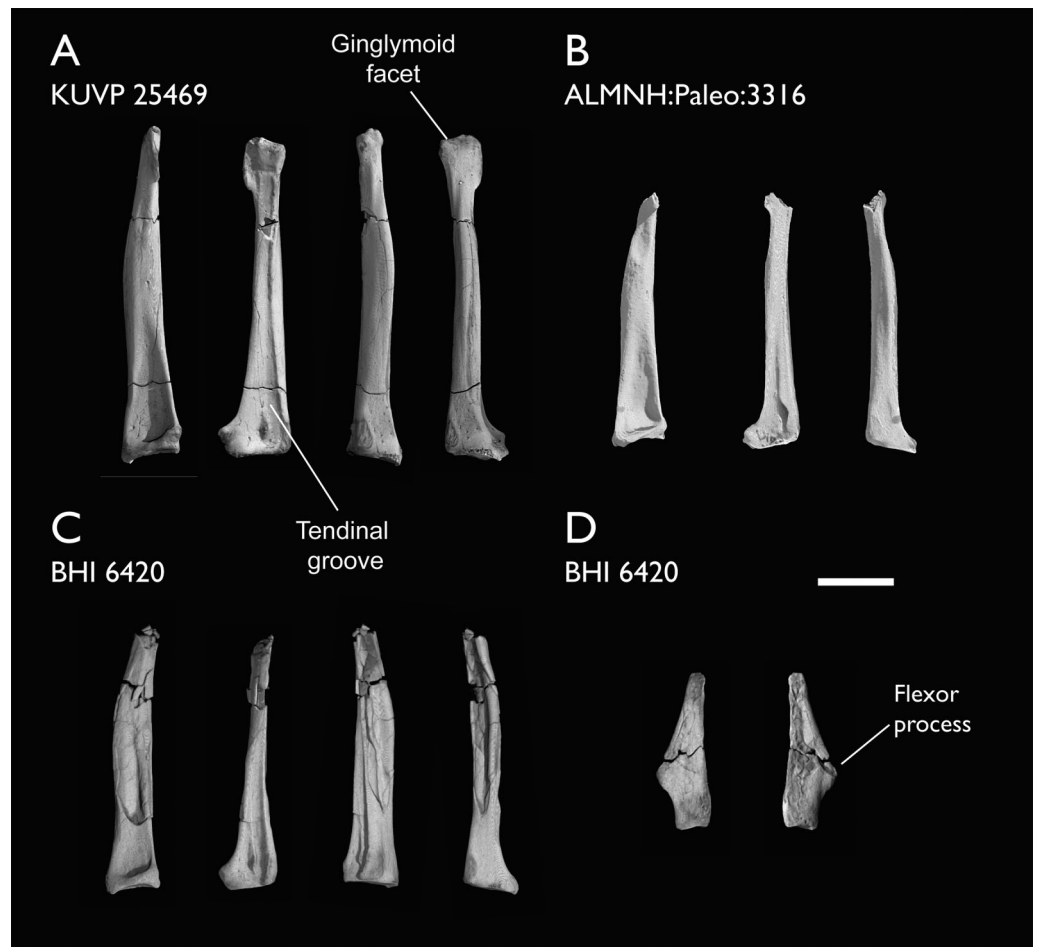 A
KUVP 25469
Ginglymoid
facet
B
ALMNH:Paleo:3316
Tendinal
groove
C
BHI 6420
D
BHI 6420
Flexor
process